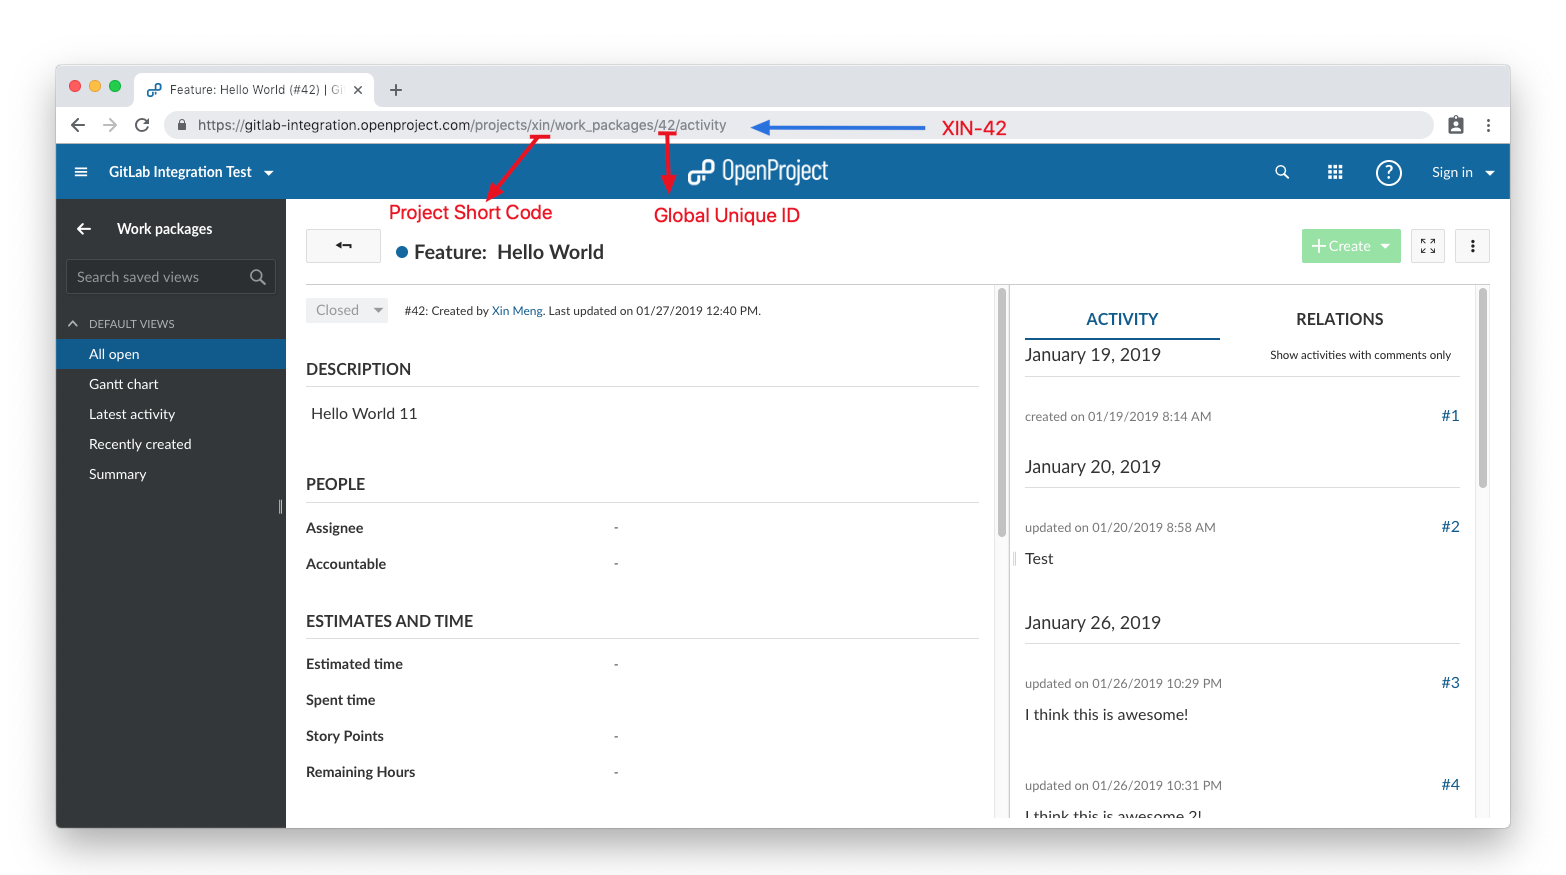 Feature: Hello World (#42) | Gi
https://gitlab-integration.openproject.com/projects/xin/work_packages/42/activity
XIN-42
GitLab Integration Test
OpenProject
?
Sign in
Project Short Code
Global Unique ID
Work packages
Search saved views
DEFAULT VIEWS
All open
Gantt chart
Latest activity
Recently created
Summary
Feature: Hello World
Create
Closed
#42: Created by Xin Meng. Last updated on 01/27/2019 12:40 PM.
DESCRIPTION
Hello World 11
PEOPLE
Assignee -
Accountable -
ESTIMATES AND TIME
Estimated time -
Spent time
Story Points -
Remaining Hours -
ACTIVITY
RELATIONS
January 19, 2019
Show activities with comments only
created on 01/19/2019 8:14 AM #1
January 20, 2019
updated on 01/20/2019 8:58 AM #2
Test
January 26, 2019
updated on 01/26/2019 10:29 PM #3
I think this is awesome!
updated on 01/26/2019 10:31 PM #4
I think this is awesome 2!